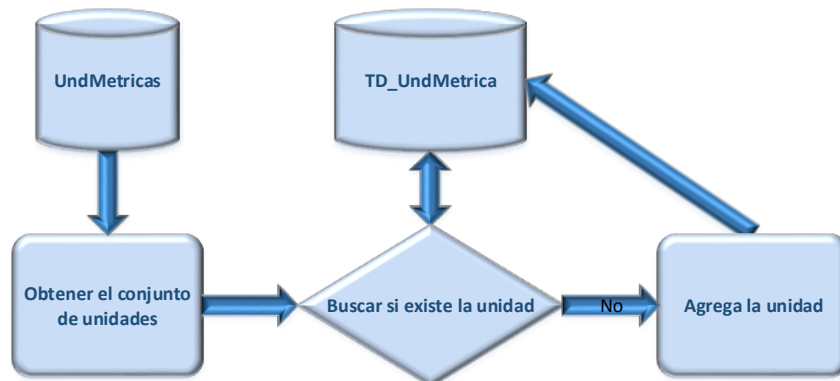 UndMetricas
TD_UndMetrica
Obtener el conjunto
de unidades
Buscar si existe la unidad
No
Agrega la unidad